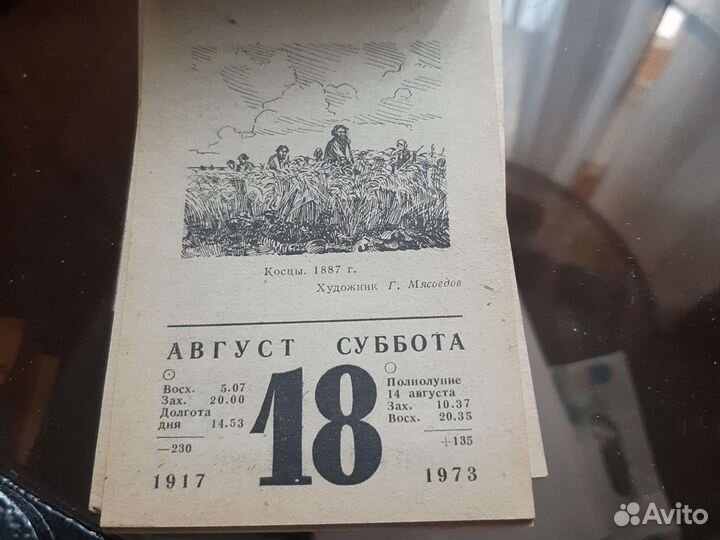 Косцы. 1887 г.
Художник Г. Мясоедов
АВГУСТ СУББОТА
Восх. 5.07
Зах. 20.00
Долгота
дня 14.53
—230
1917
18
Полнолуние
14 августа
Зах. 10.37
Восх. 20.35
+135
1973
Avito